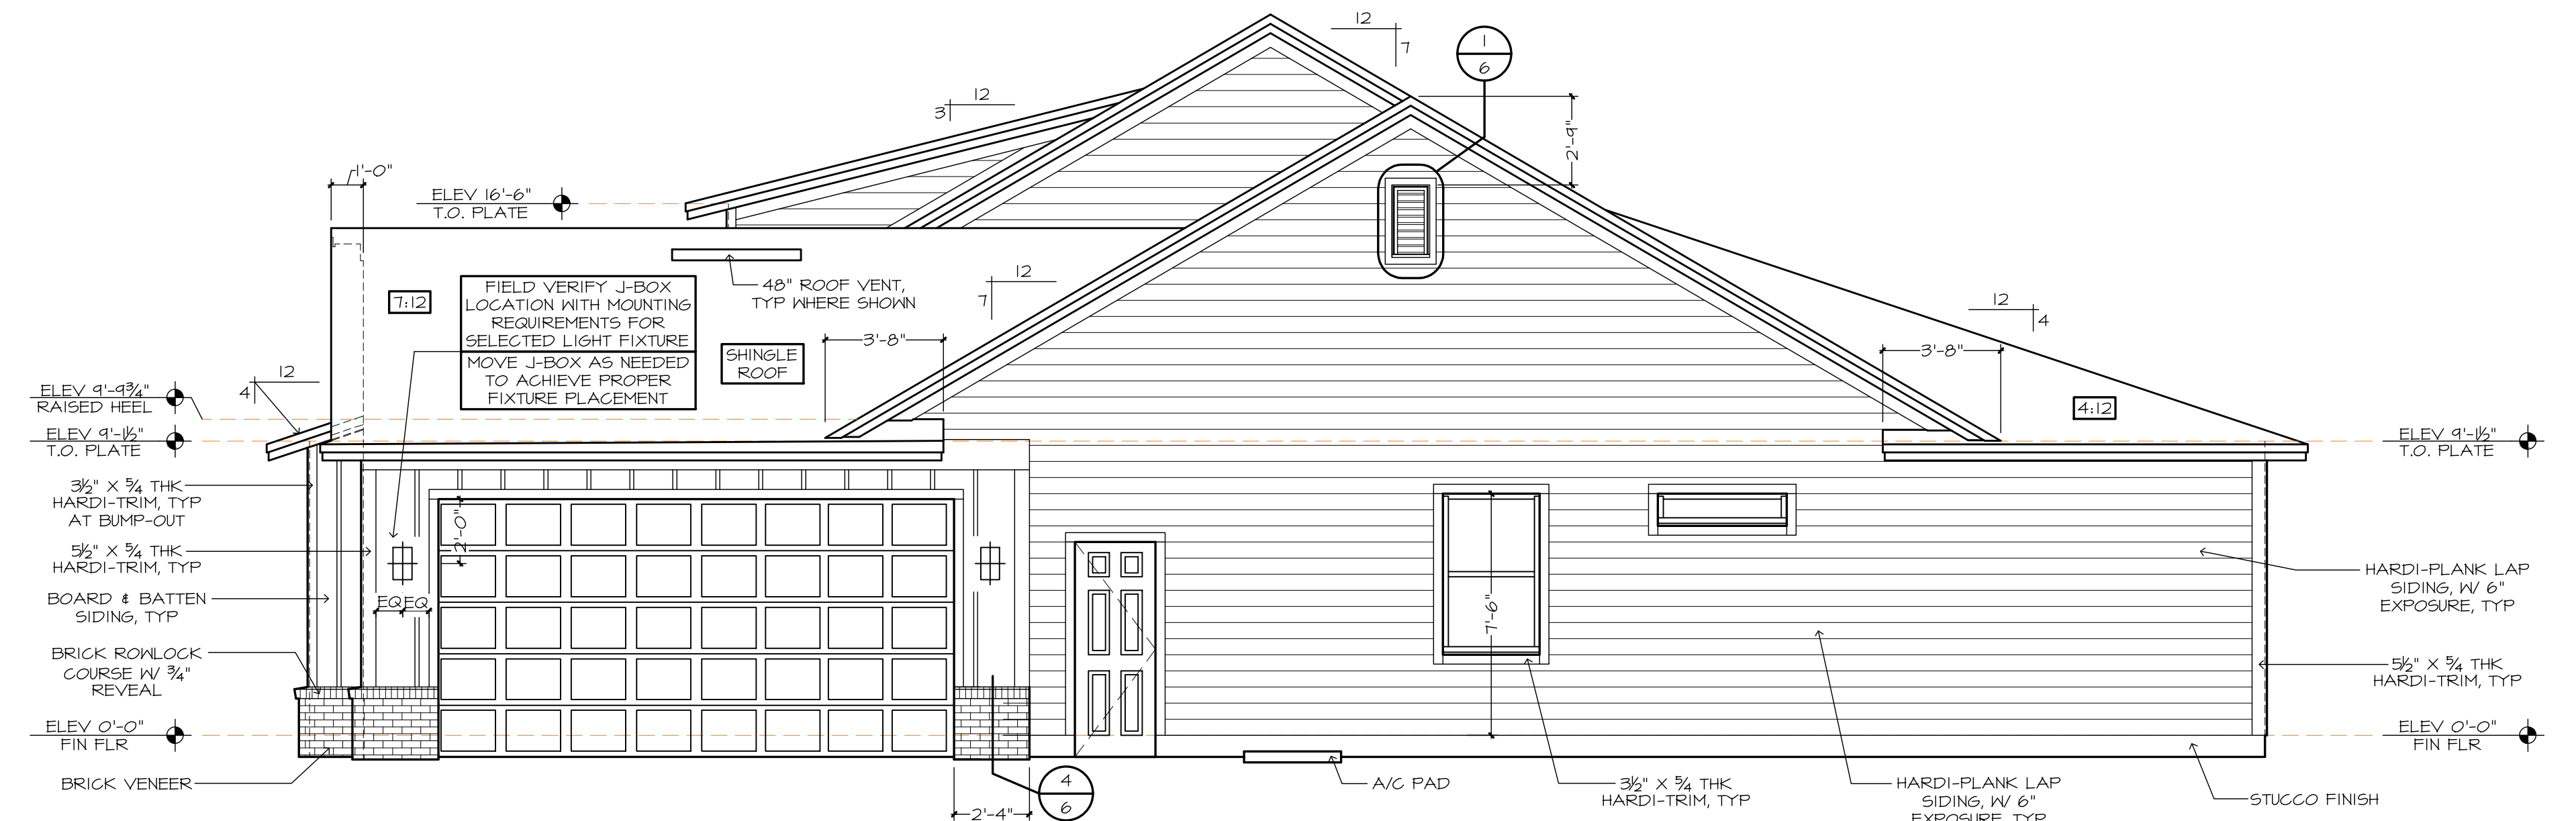 12
7
1
6
12
3
2'-9"
1'-0"
ELEV 16'-6"
T.O. PLATE
48" ROOF VENT,
TYP WHERE SHOWN
12
7
7:12
FIELD VERIFY J-BOX
LOCATION WITH MOUNTING
REQUIREMENTS FOR
SELECTED LIGHT FIXTURE
MOVE J-BOX AS NEEDED
TO ACHIEVE PROPER
FIXTURE PLACEMENT
SHINGLE
ROOF
3'-8"
3'-8"
12
4
4:12
12
4
ELEV 9'-9¾"
RAISED HEEL
ELEV 9'-1½"
T.O. PLATE
ELEV 9'-1½"
T.O. PLATE
3½" X 5/4 THK
HARDI-TRIM, TYP
AT BUMP-OUT
5½" X 5/4 THK
HARDI-TRIM, TYP
BOARD & BATTEN
SIDING, TYP
BRICK ROWLOCK
COURSE W/ ¾"
REVEAL
ELEV 0'-0"
FIN FLR
BRICK VENEER
2'-0"
EQ EQ
7'-6"
HARDI-PLANK LAP
SIDING, W/ 6"
EXPOSURE, TYP
5½" X 5/4 THK
HARDI-TRIM, TYP
ELEV 0'-0"
FIN FLR
2'-4"
4
6
A/C PAD
3½" X 5/4 THK
HARDI-TRIM, TYP
HARDI-PLANK LAP
SIDING, W/ 6"
EXPOSURE, TYP
STUCCO FINISH